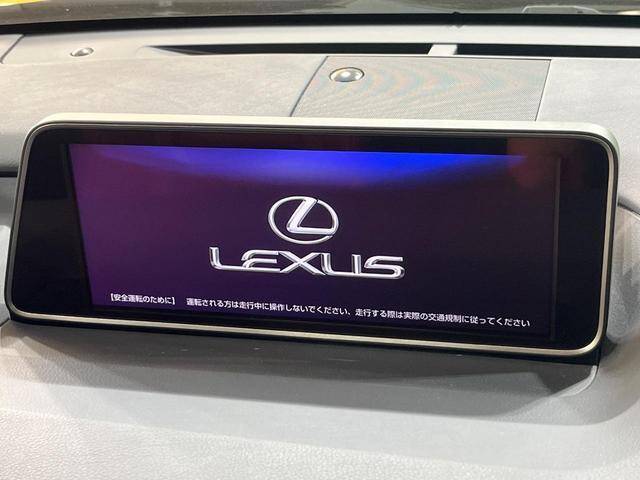 LEXUS
【安全運転のために】 運転される方は走行中に操作しないでください、走行する際は実際の交通規制に従ってください